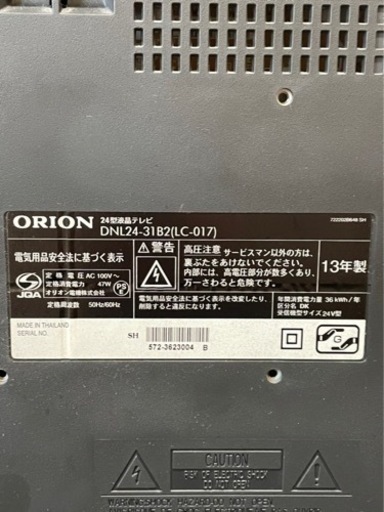 722202B648 SH
ORION
24型液晶テレビ
DNL24-31B2(LC-017)
電気用品安全法に基づく表示
定格電圧 AC 100V~
定格消費電力 47W
オリオン電機株式会社
定格周波数 50Hz/60Hz
JQA
PS
E
警告
高圧注意 サービスマン以外の方は、
裏ぶたをあけないでください。
内部には、高電圧部分が数多くあり、
万一さわると危険です。
電気用品安全法に基づく表示を改変したり、
削除すると違反となります。
13年製
年間消費電力量 36 kWh/年
区分名 DK
受信機型サイズ 24V型
MADE IN THAILAND
SERIAL NO.
SH
572-3623004 B
G
CAUTION
RISK OF ELECTRIC SHOCK
DO NOT OPEN